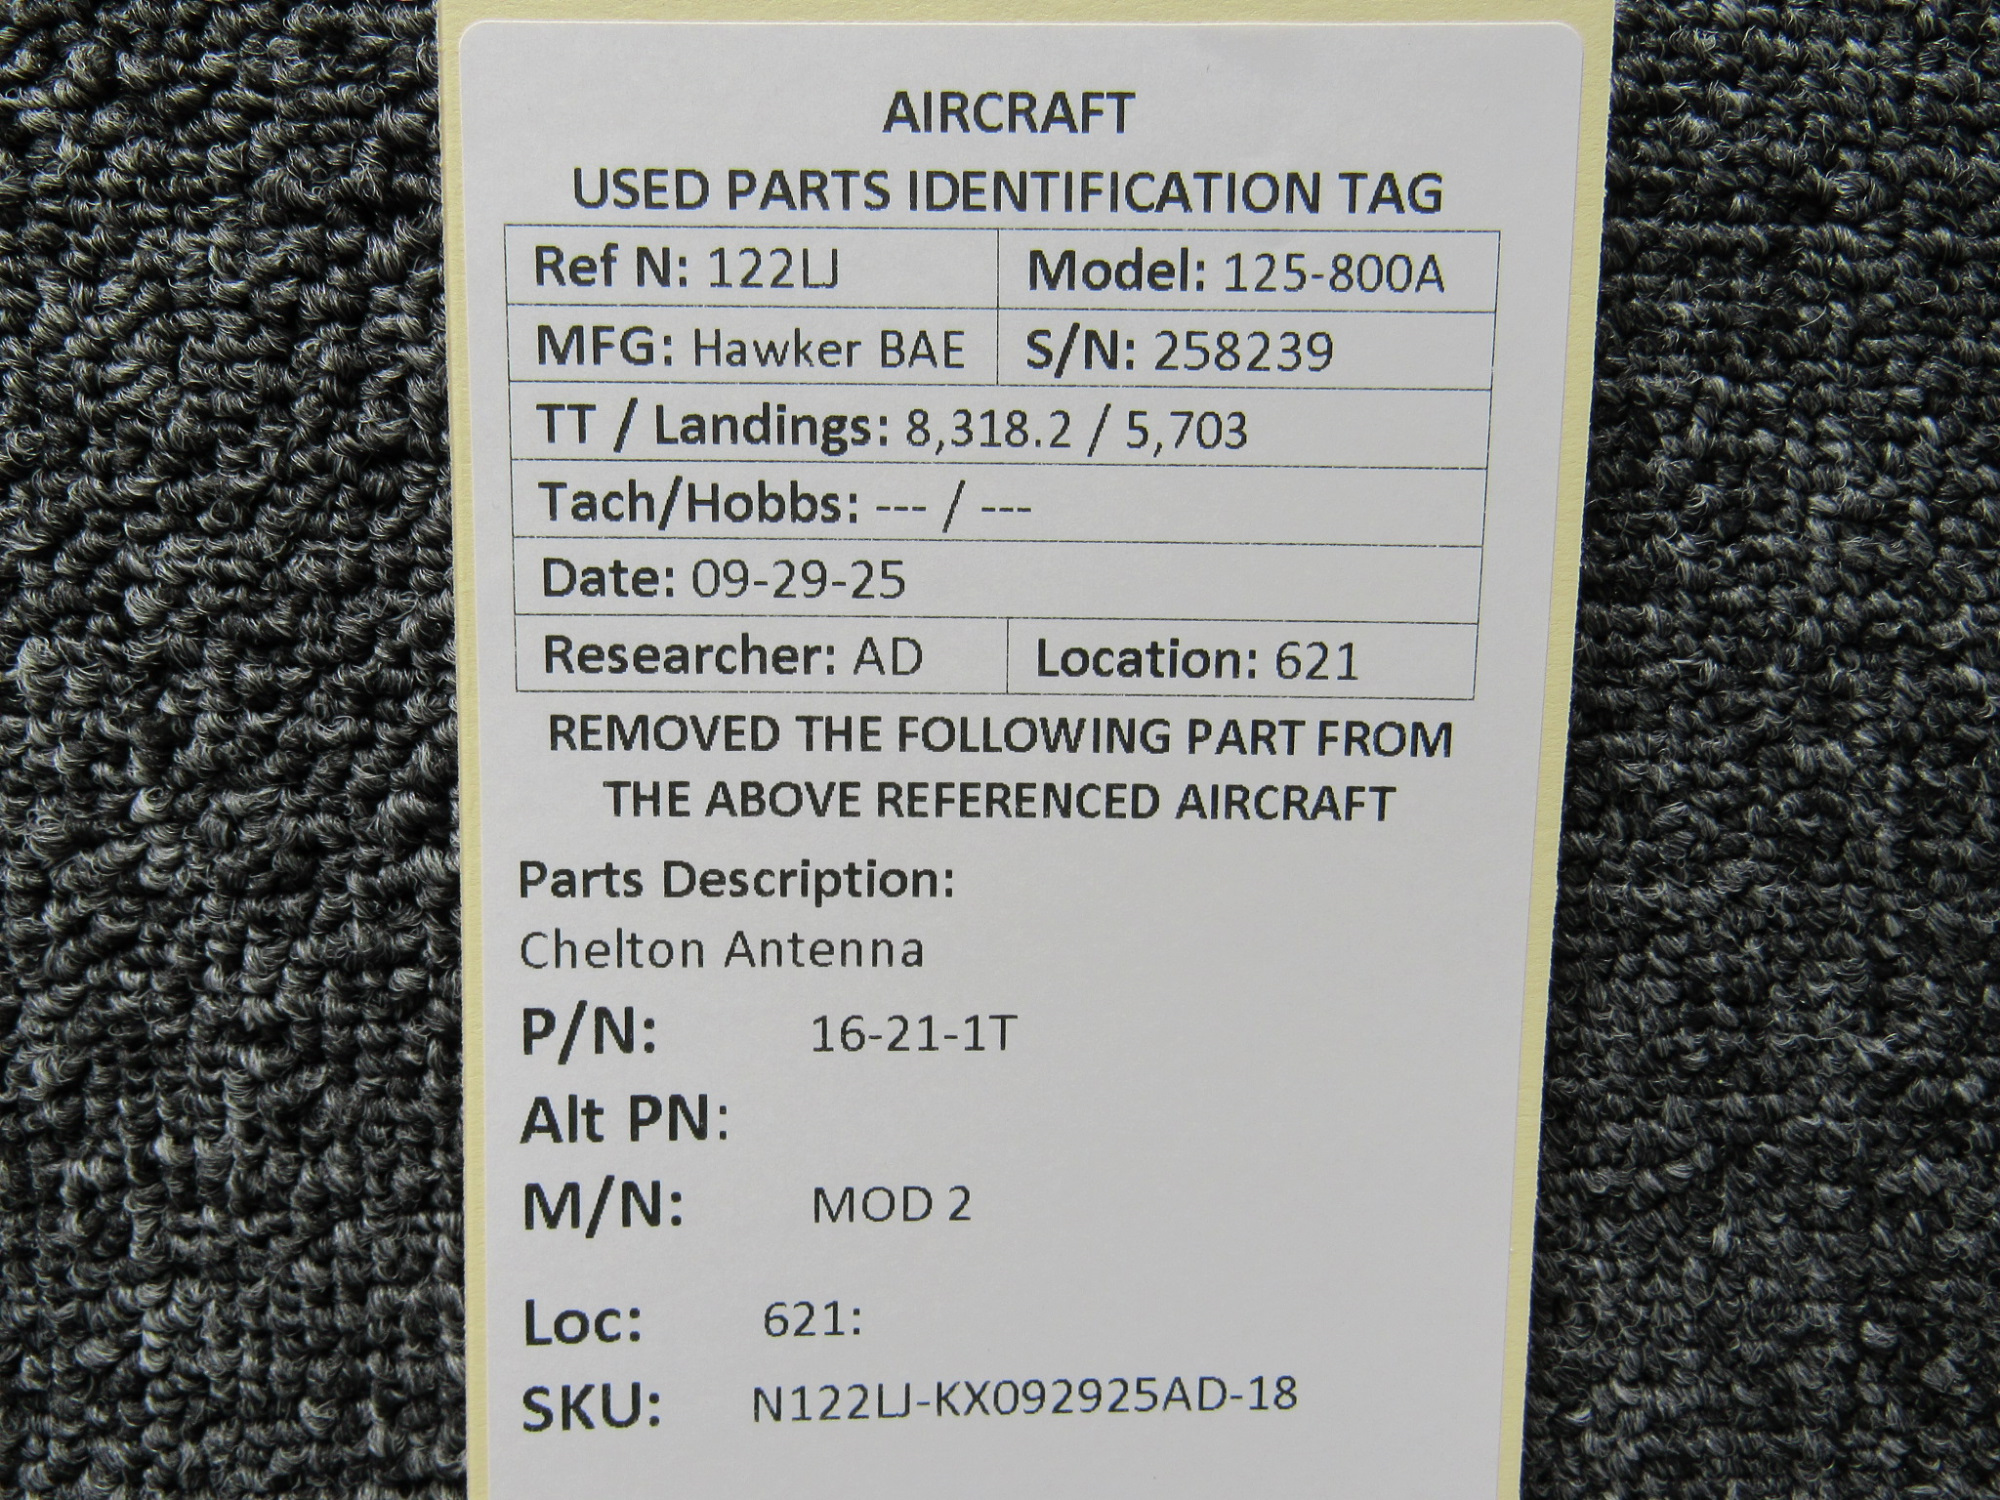 AIRCRAFT
USED PARTS IDENTIFICATION TAG
Ref N: 122LJ Model: 125-800A
MFG: Hawker BAE S/N: 258239
TT / Landings: 8,318.2 / 5,703
Tach/Hobbs: --- / ---
Date: 09-29-25
Researcher: AD Location: 621
REMOVED THE FOLLOWING PART FROM
THE ABOVE REFERENCED AIRCRAFT
Parts Description:
Chelton Antenna
P/N: 16-21-1T
Alt PN:
M/N: MOD 2
Loc: 621:
SKU: N122LJ-KX092925AD-18